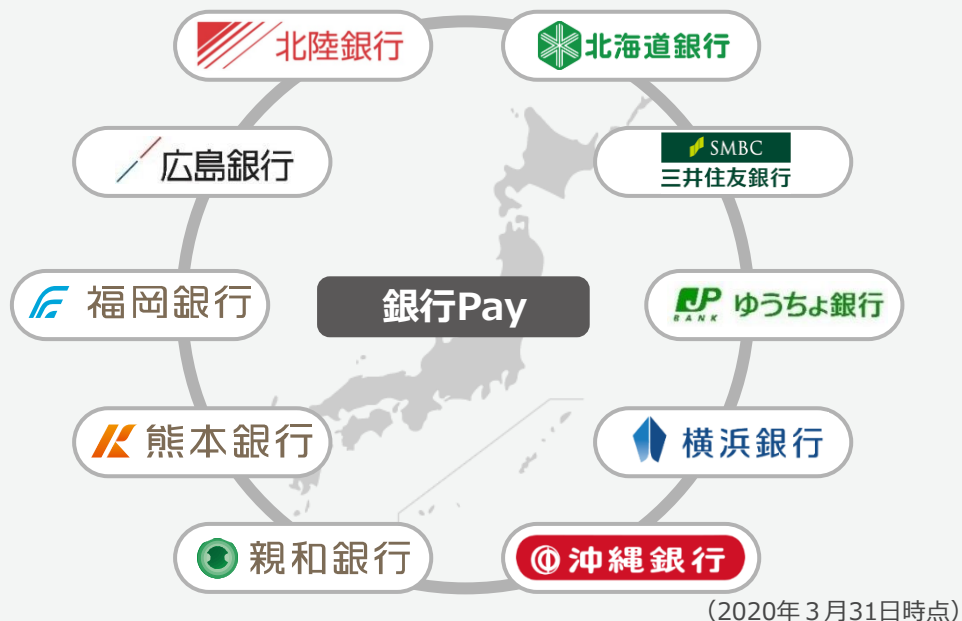 北陸銀行
北海道銀行
広島銀行
SMBC
三井住友銀行
福岡銀行
銀行Pay
JP
BANK
ゆうちょ銀行
熊本銀行
横浜銀行
親和銀行
沖縄銀行
（2020年３月31日時点）